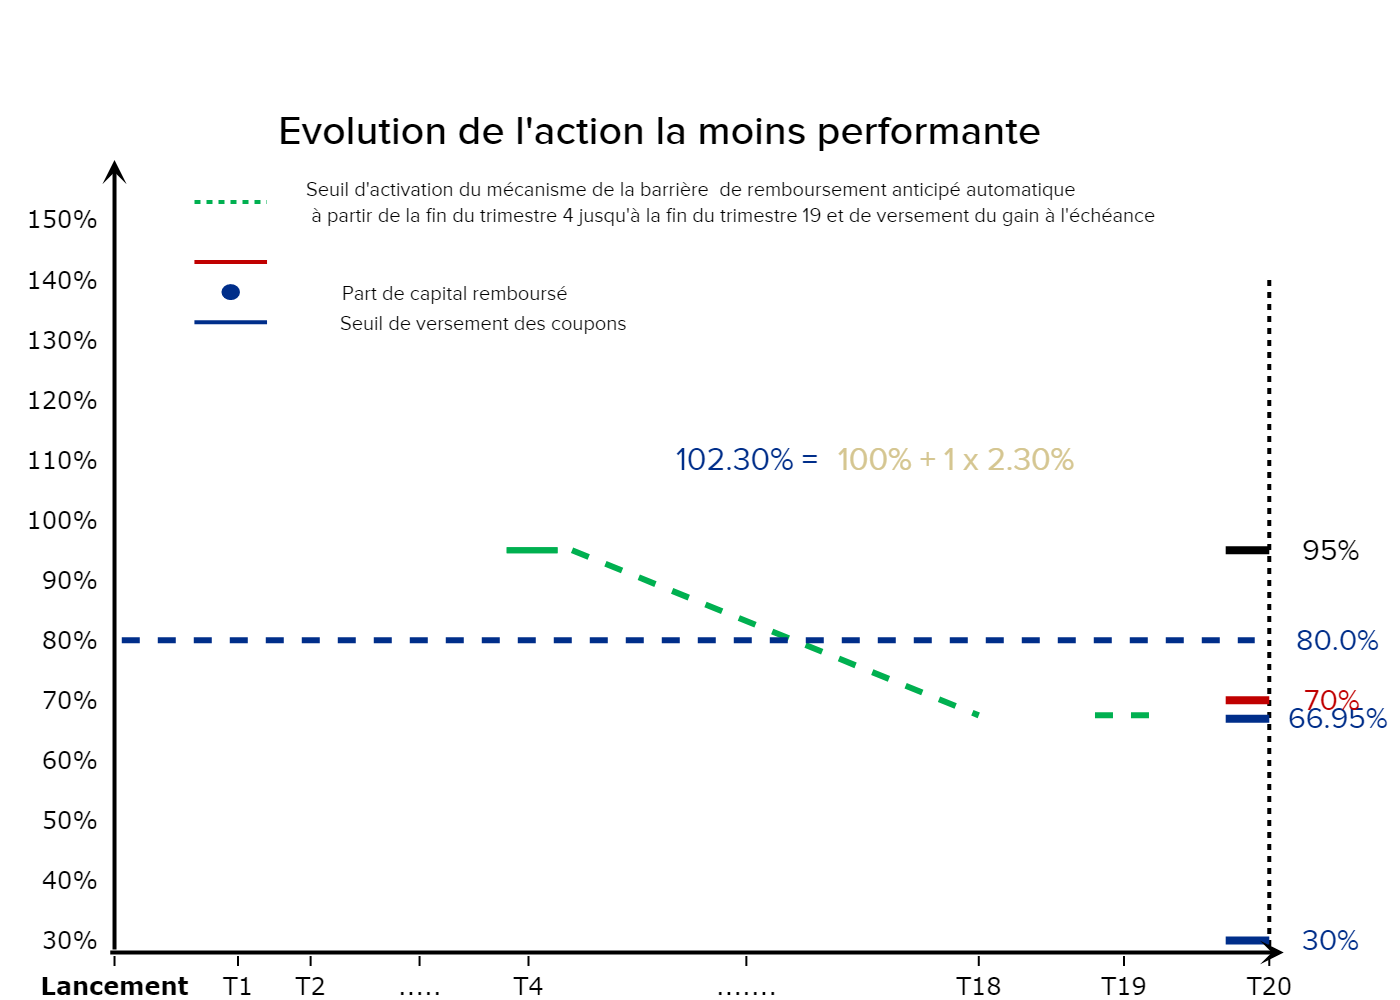 Evolution de l'action la moins performante
Seuil d'activation du mécanisme de la barrière  de remboursement anticipé automatique
à partir de la fin du trimestre 4 jusqu'à la fin du trimestre 19 et de versement du gain à l'échéance
150%
140%
Part de capital remboursé
Seuil de versement des coupons
130%
120%
110%
102.30% = 100% + 1 x 2.30%
100%
95%
90%
80%
80.0%
70%
70%
66.95%
60%
50%
40%
30%
30%
Lancement T1 T2 ..... T4 ....... T18 T19 T20